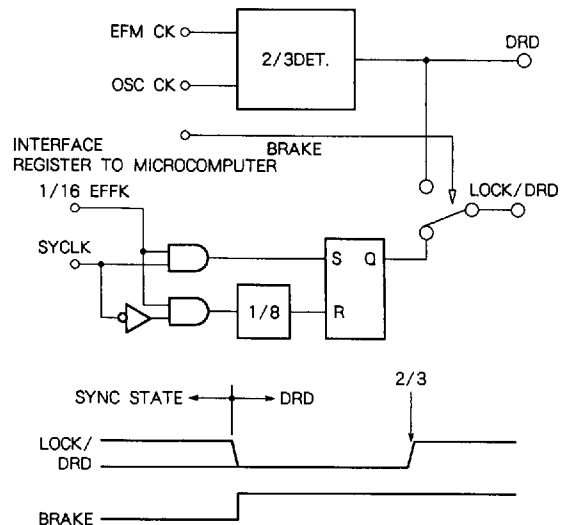 EFM CK
2/3DET.
DRD
OSC CK
INTERFACE
REGISTER TO MICROCOMPUTER
BRAKE
1/16 EFFK
LOCK/DRD
SYCLK
S Q
1/8
R
2/3
SYNC STATE
DRD
LOCK/
DRD
BRAKE